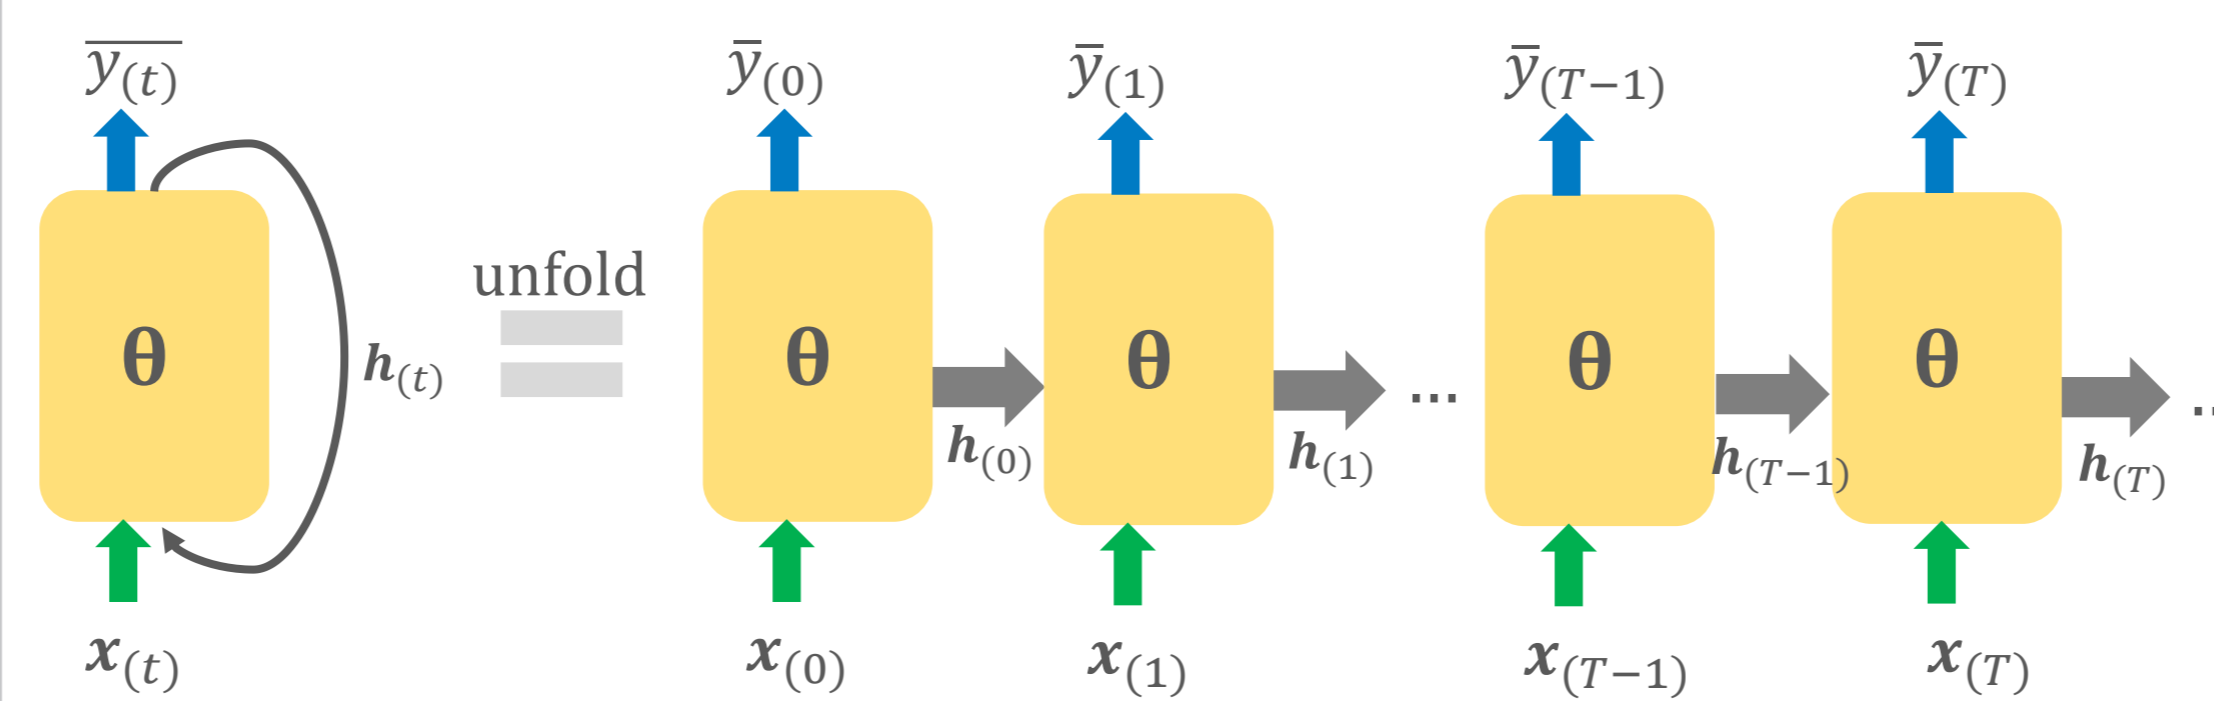 y̅(t) ȳ(0) ȳ(1) ȳ(T−1) ȳ(T)
unfold
θ h(t) θ θ ... θ θ ..
h(0) h(1) h(T−1) h(T)
x(t) x(0) x(1) x(T−1) x(T)